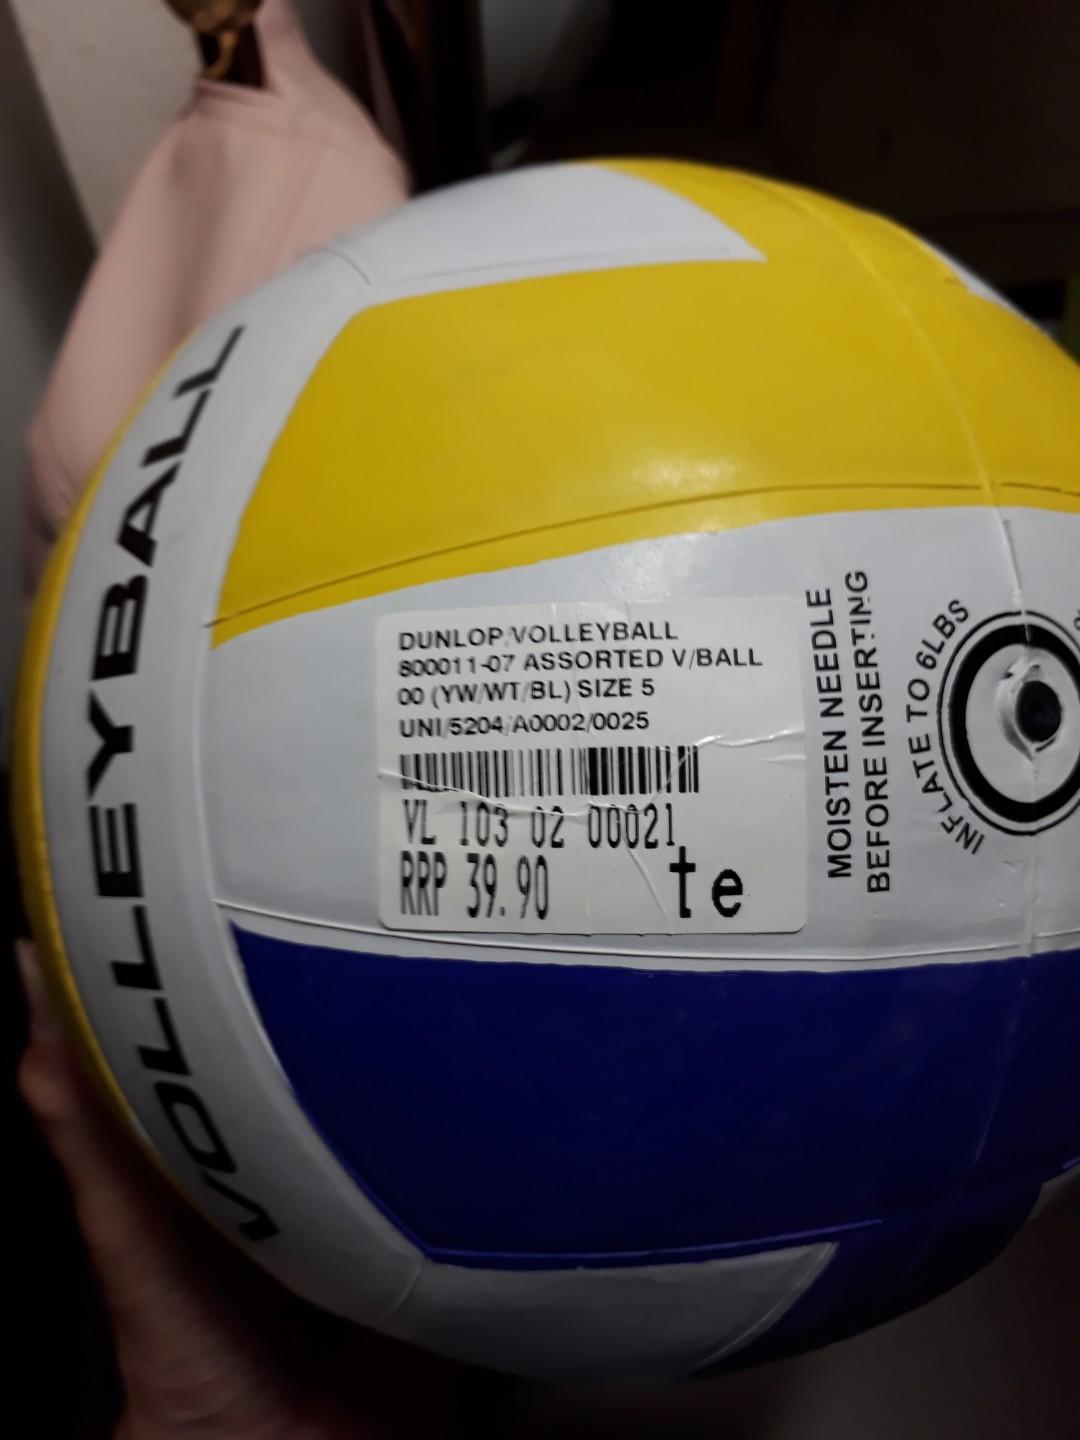 VOLLEYBALL
DUNLOP/VOLLEYBALL
800011-07 ASSORTED V/BALL
00 (YW/WT/BL) SIZE 5
UNI/5204/A0002/0025
VL 103 02 00021
RRP 39.90 te
MOISTEN NEEDLE
BEFORE INSERTING
INFLATE TO 6LBS